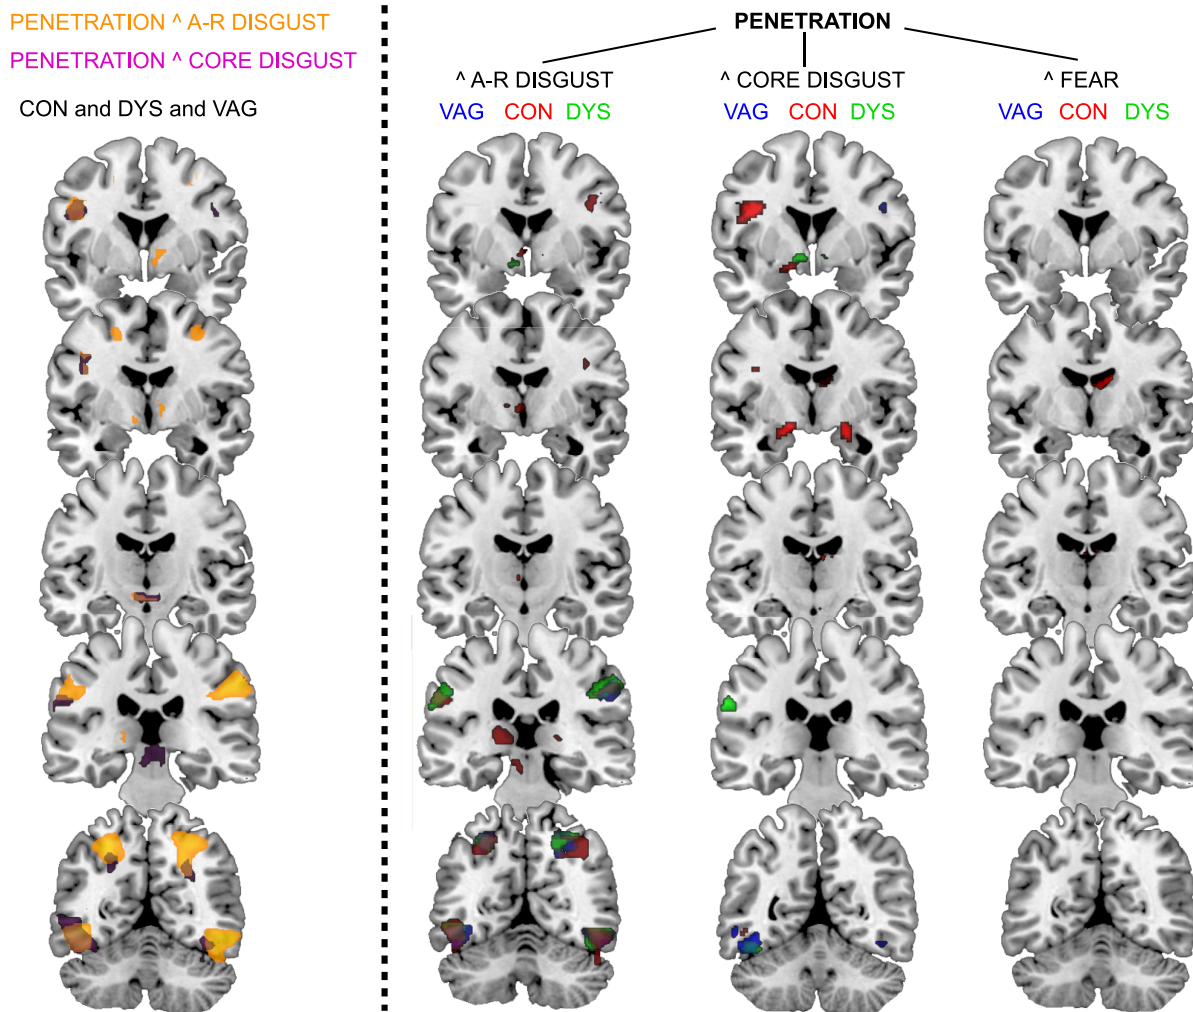 PENETRATION ^ A-R DISGUST
PENETRATION ^ CORE DISGUST
CON and DYS and VAG
PENETRATION
^ A-R DISGUST ^ CORE DISGUST ^ FEAR
VAG CON DYS VAG CON DYS VAG CON DYS